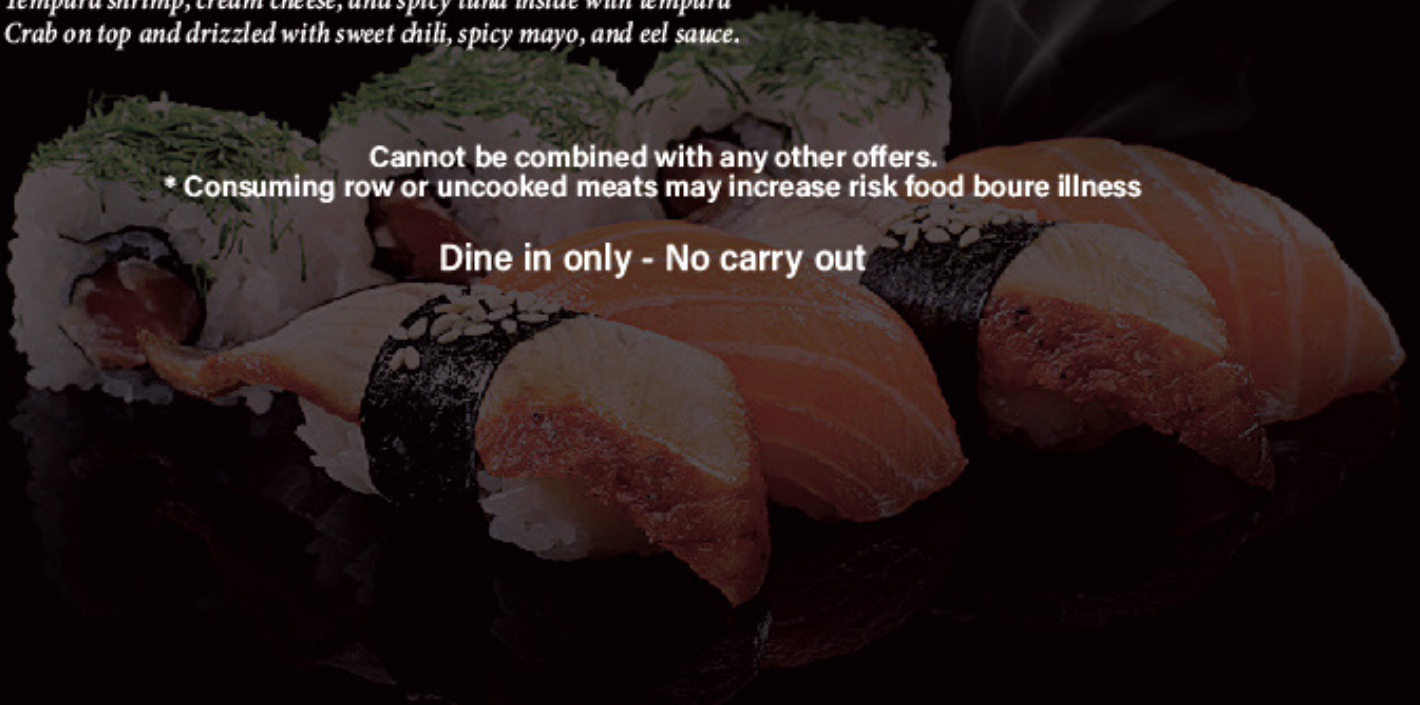 Tempura shrimp, cream cheese, and spicy tuna inside with tempura
Crab on top and drizzled with sweet chili, spicy mayo, and eel sauce.
Cannot be combined with any other offers.
* Consuming row or uncooked meats may increase risk food boure illness
Dine in only - No carry out